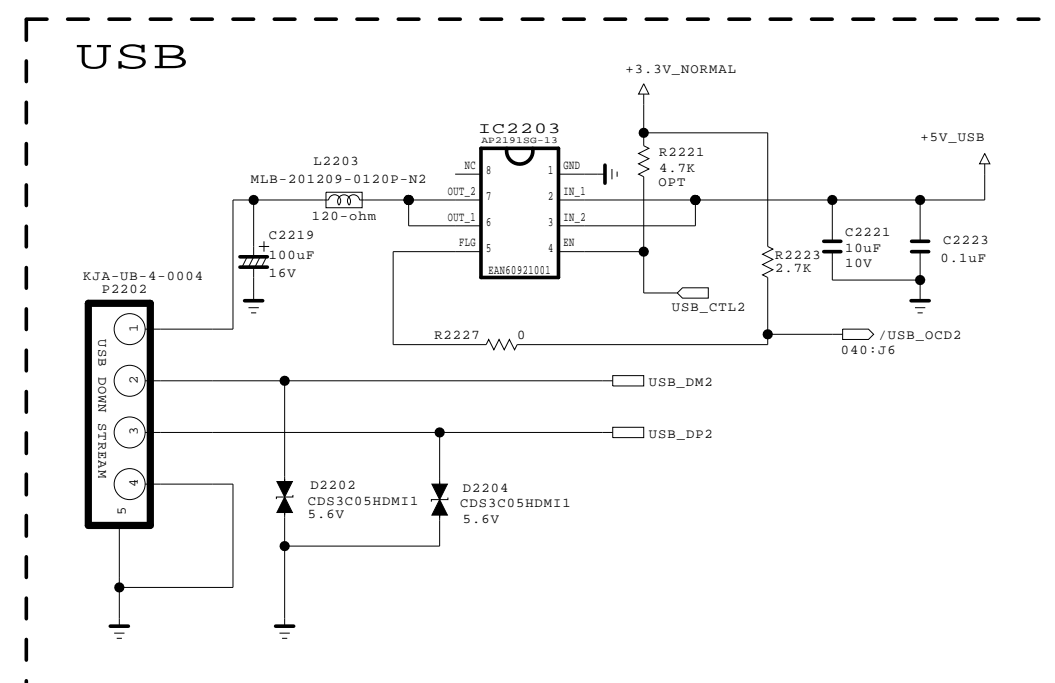 USB
+3.3V_NORMAL
+5V_USB
IC2203
AP2191SG-13
R2221
4.7K
OPT
L2203
MLB-201209-0120P-N2
120-ohm
NC 8 1 GND
OUT_2 7 2 IN_1
OUT_1 6 3 IN_2
FLG 5 4 EN
EAN60921001
C2219
+
100uF
16V
C2221
10uF
10V
C2223
0.1uF
R2223
2.7K
KJA-UB-4-0004
P2202
USB_CTL2
R2227 0
/USB_OCD2
040:J6
1
2
3
4
5
USB DOWN STREAM
USB_DM2
USB_DP2
D2202
CDS3C05HDMI1
5.6V
D2204
CDS3C05HDMI1
5.6V